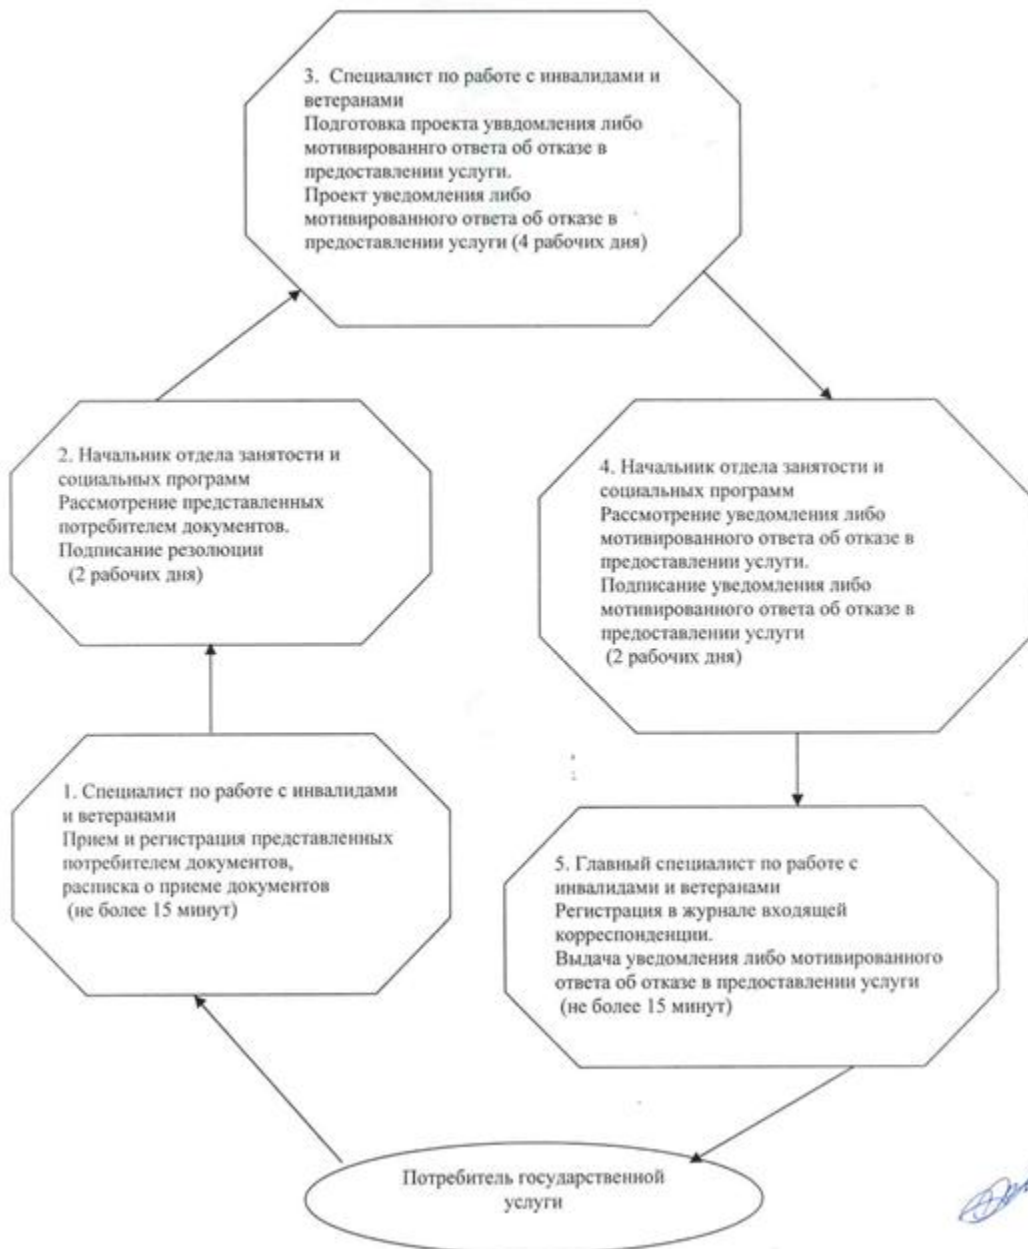 3. Специалист по работе с инвалидами и
ветеранами
Подготовка проекта уввдомления либо
мотивированнго ответа об отказе в
предоставлении услуги.
Проект уведомления либо
мотивированного ответа об отказе в
предоставлении услуги (4 рабочих дня)
2. Начальник отдела занятости и
социальных программ
Рассмотрение представленных
потребителем документов.
Подписание резолюции
(2 рабочих дня)
4. Начальник отдела занятости и
социальных программ
Рассмотрение уведомления либо
мотивированного ответа об отказе в
предоставлении услуги.
Подписание уведомления либо
мотивированного ответа об отказе в
предоставлении услуги
(2 рабочих дня)
1. Специалист по работе с инвалидами
и ветеранами
Прием и регистрация представленных
потребителем документов,
расписка о приеме документов
(не более 15 минут)
5. Главный специалист по работе с
инвалидами и ветеранами
Регистрация в журнале входящей
корреспонденции.
Выдача уведомления либо мотивированного
ответа об отказе в предоставлении услуги
(не более 15 минут)
Потребитель государственной
услуги